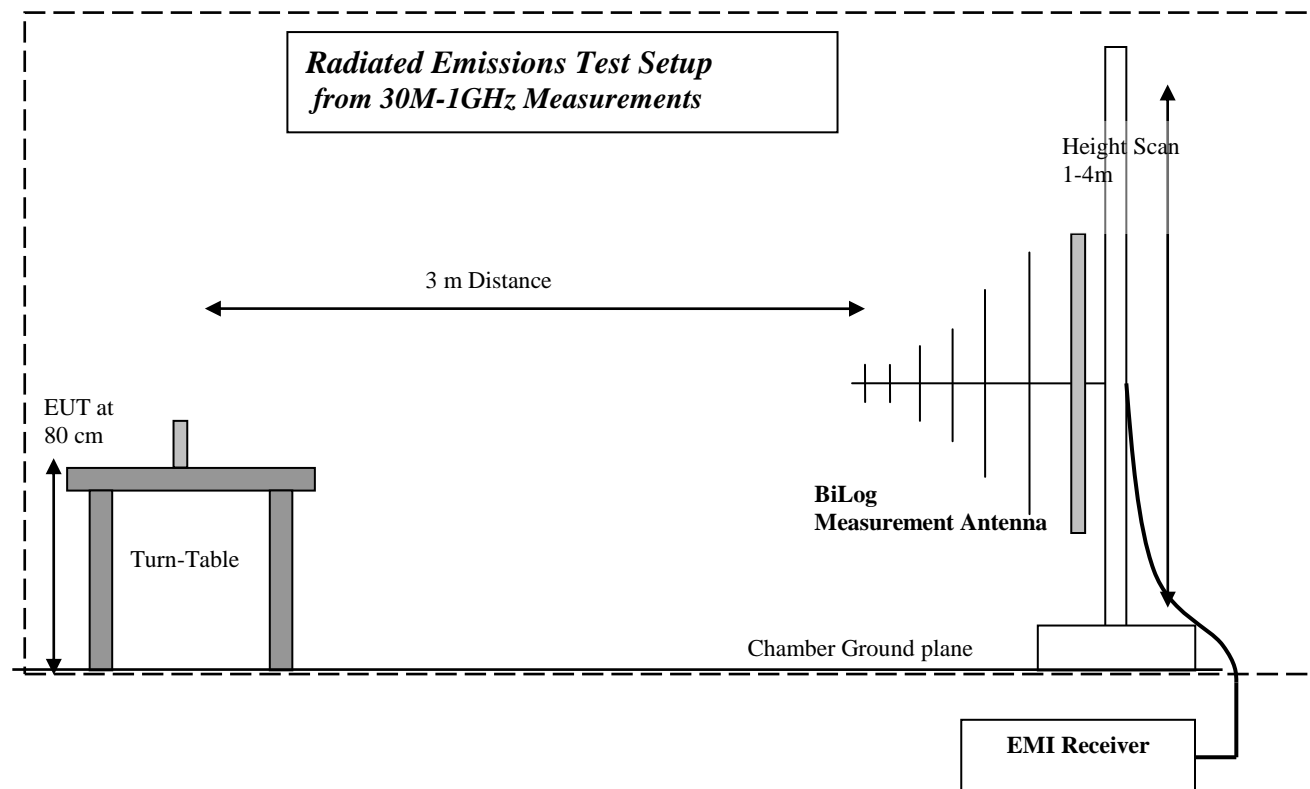 Radiated Emissions Test Setup
from 30M-1GHz Measurements
Height Scan
1-4m
3 m Distance
EUT at
80 cm
BiLog
Measurement Antenna
Turn-Table
Chamber Ground plane
EMI Receiver